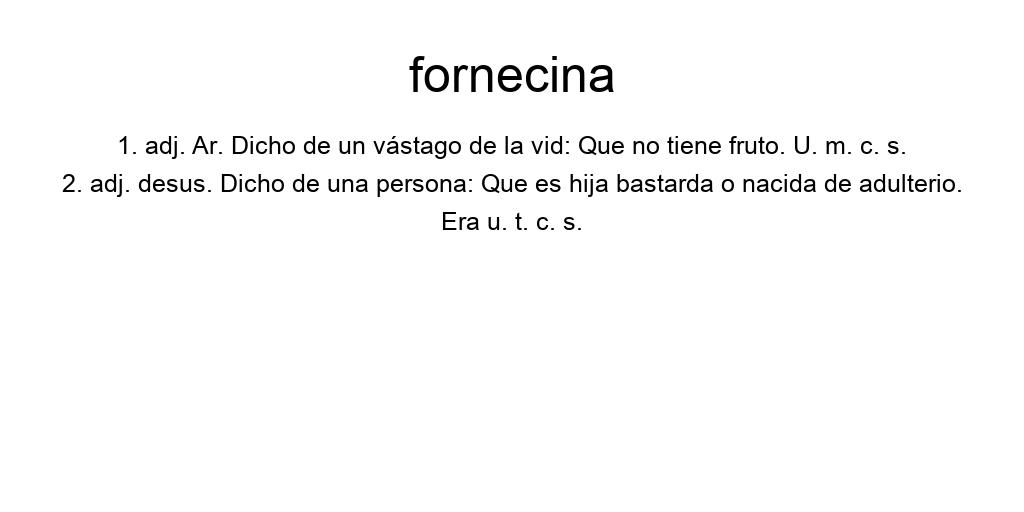 fornecina
1. adj. Ar. Dicho de un vástago de la vid: Que no tiene fruto. U. m. c. s.
2. adj. desus. Dicho de una persona: Que es hija bastarda o nacida de adulterio.
Era u. t. c. s.